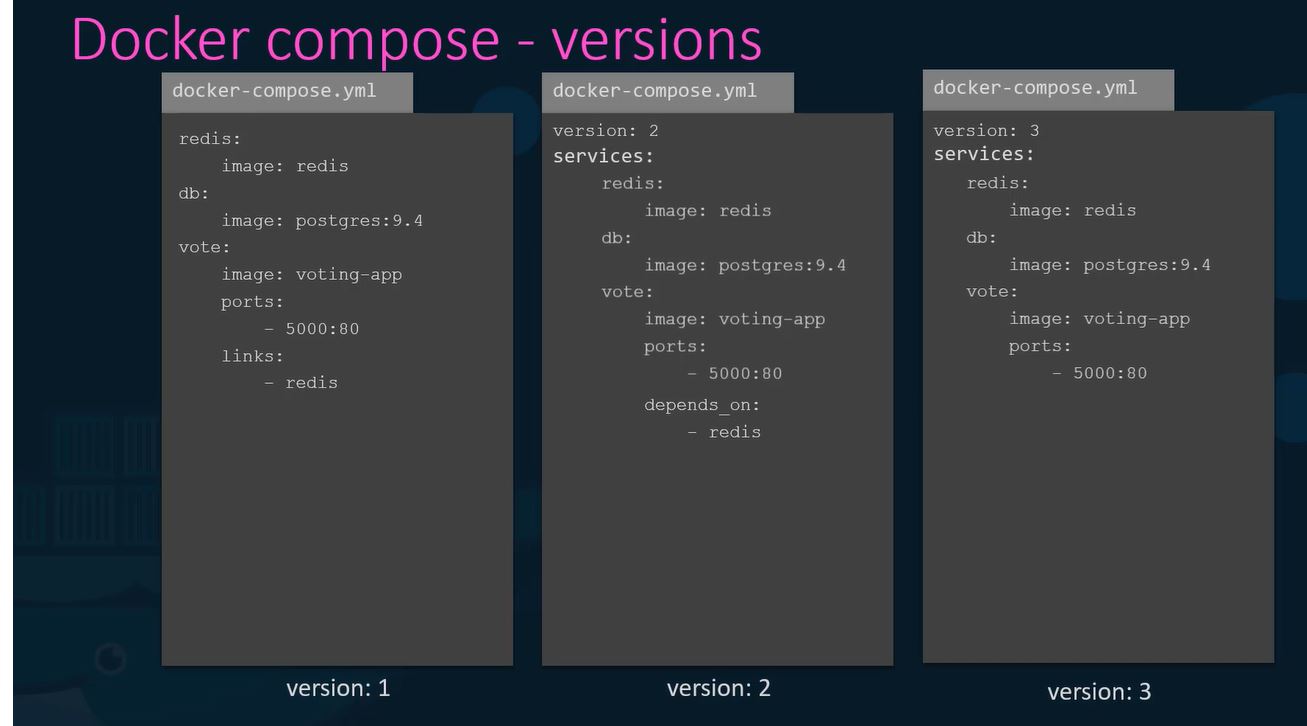 Docker compose - versions
docker-compose.yml
redis:
    image: redis
db:
    image: postgres:9.4
vote:
    image: voting-app
    ports:
        - 5000:80
    links:
        - redis
version: 1
docker-compose.yml
version: 2
services:
    redis:
        image: redis
    db:
        image: postgres:9.4
    vote:
        image: voting-app
        ports:
            - 5000:80
        depends_on:
            - redis
version: 2
docker-compose.yml
version: 3
services:
    redis:
        image: redis
    db:
        image: postgres:9.4
    vote:
        image: voting-app
        ports:
            - 5000:80
version: 3